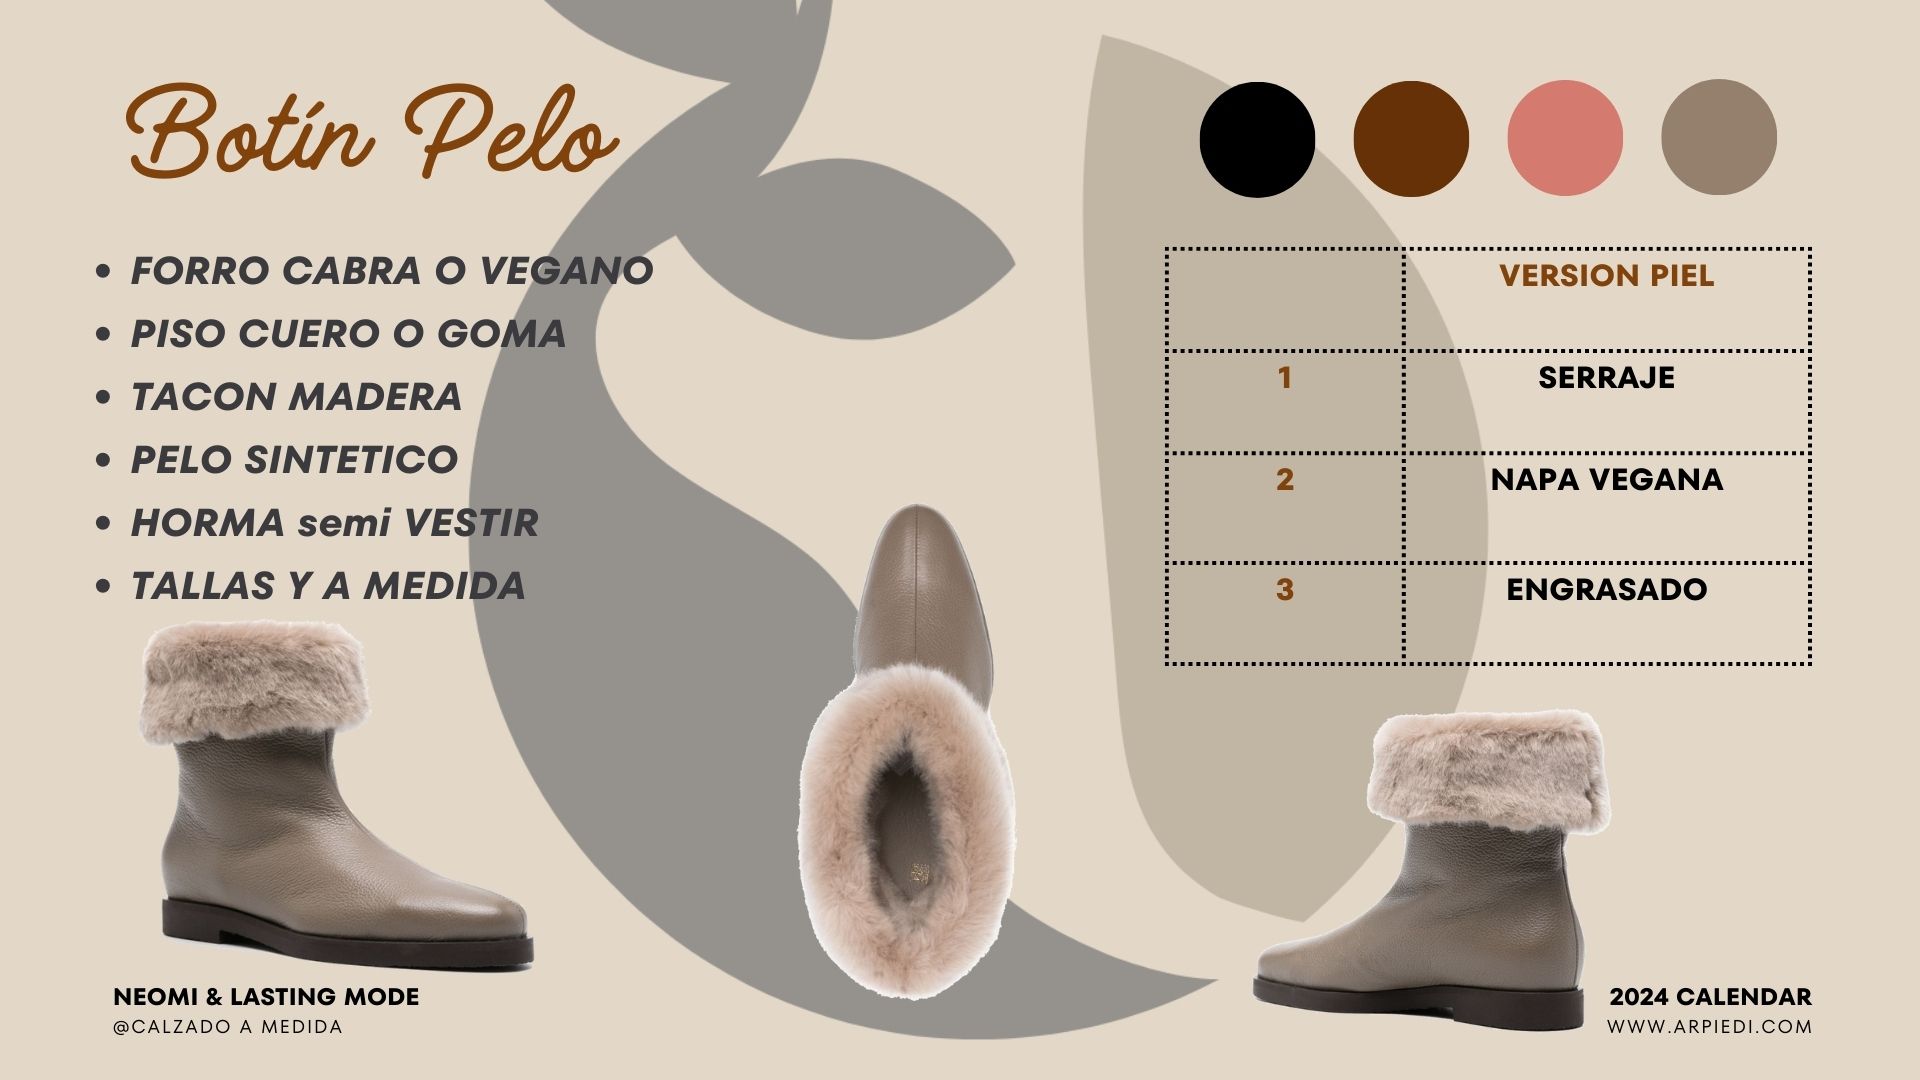 Botín Pelo
• FORRO CABRA O VEGANO
• PISO CUERO O GOMA
• TACON MADERA
• PELO SINTETICO
• HORMA semi VESTIR
• TALLAS Y A MEDIDA
VERSION PIEL
1 SERRAJE
2 NAPA VEGANA
3 ENGRASADO
NEOMI & LASTING MODE
@CALZADO A MEDIDA
2024 CALENDAR
WWW.ARPIEDI.COM